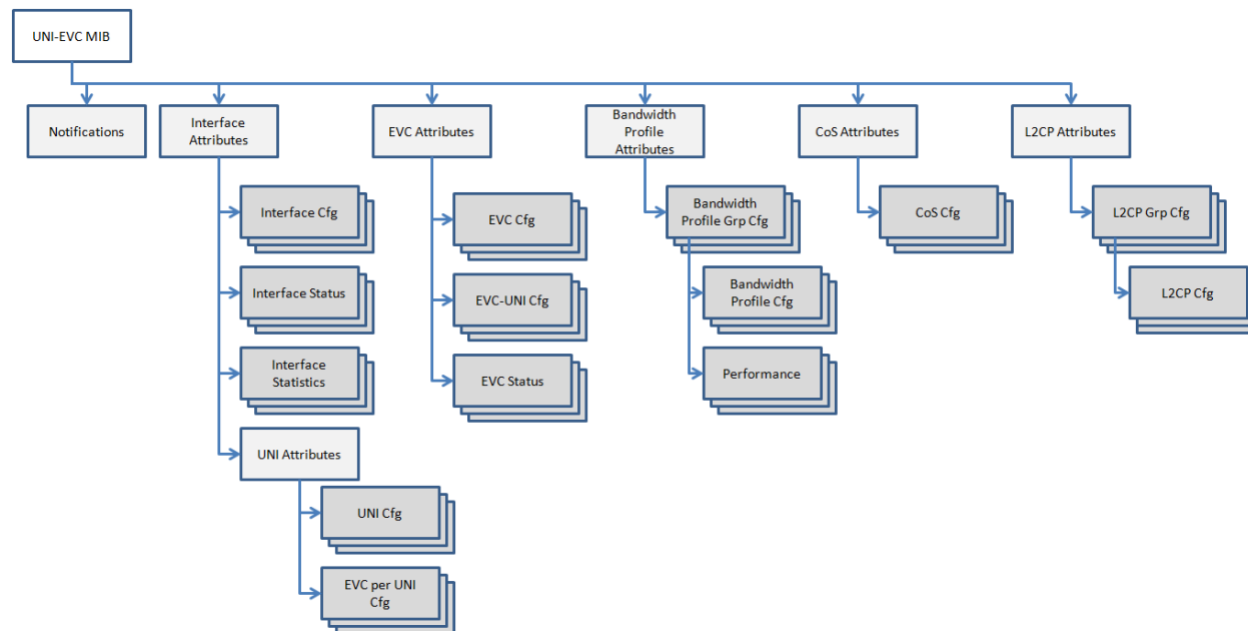 UNI-EVC MIB
Notifications
Interface
Attributes
EVC Attributes
Bandwidth
Profile
Attributes
CoS Attributes
L2CP Attributes
Interface Cfg
Interface Status
Interface
Statistics
UNI Attributes
UNI Cfg
EVC per UNI
Cfg
EVC Cfg
EVC-UNI Cfg
EVC Status
Bandwidth
Profile Grp Cfg
Bandwidth
Profile Cfg
Performance
CoS Cfg
L2CP Grp Cfg
L2CP Cfg